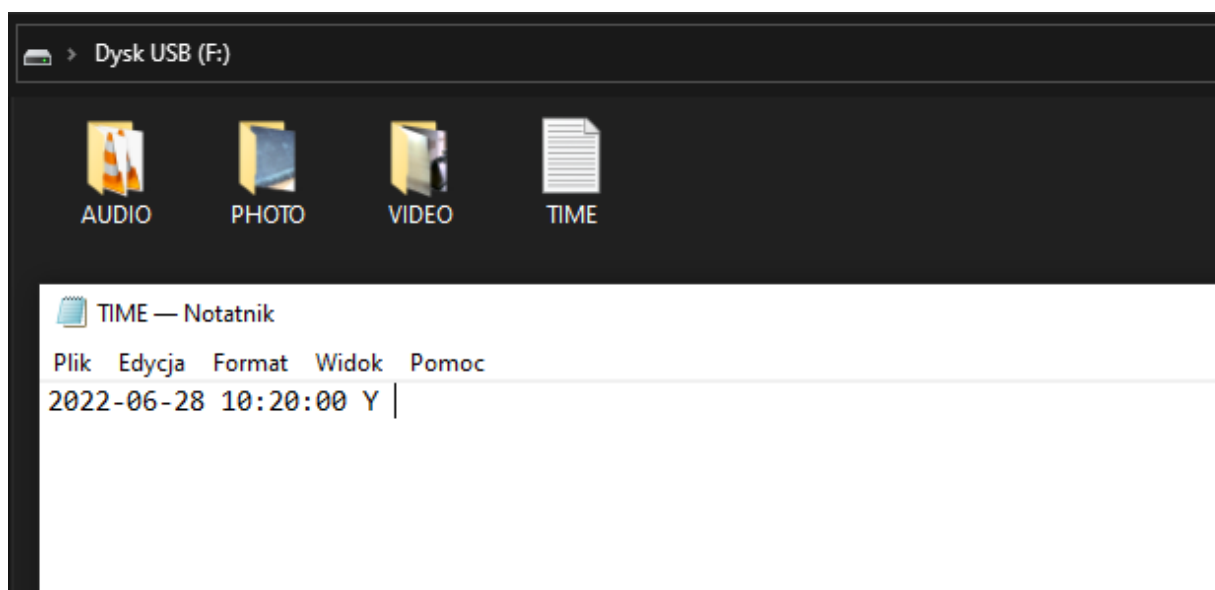 Dysk USB (F:)
AUDIO PHOTO VIDEO TIME
TIME — Notatnik
Plik Edycja Format Widok Pomoc
2022-06-28 10:20:00 Y